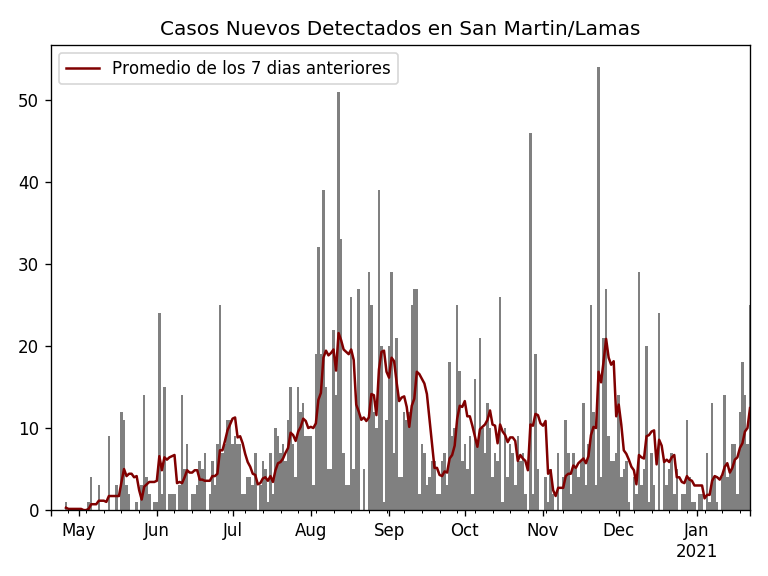 Casos Nuevos Detectados en San Martin/Lamas
Promedio de los 7 dias anteriores
50
40
30
20
10
0
May Jun Jul Aug Sep Oct Nov Dec Jan
2021